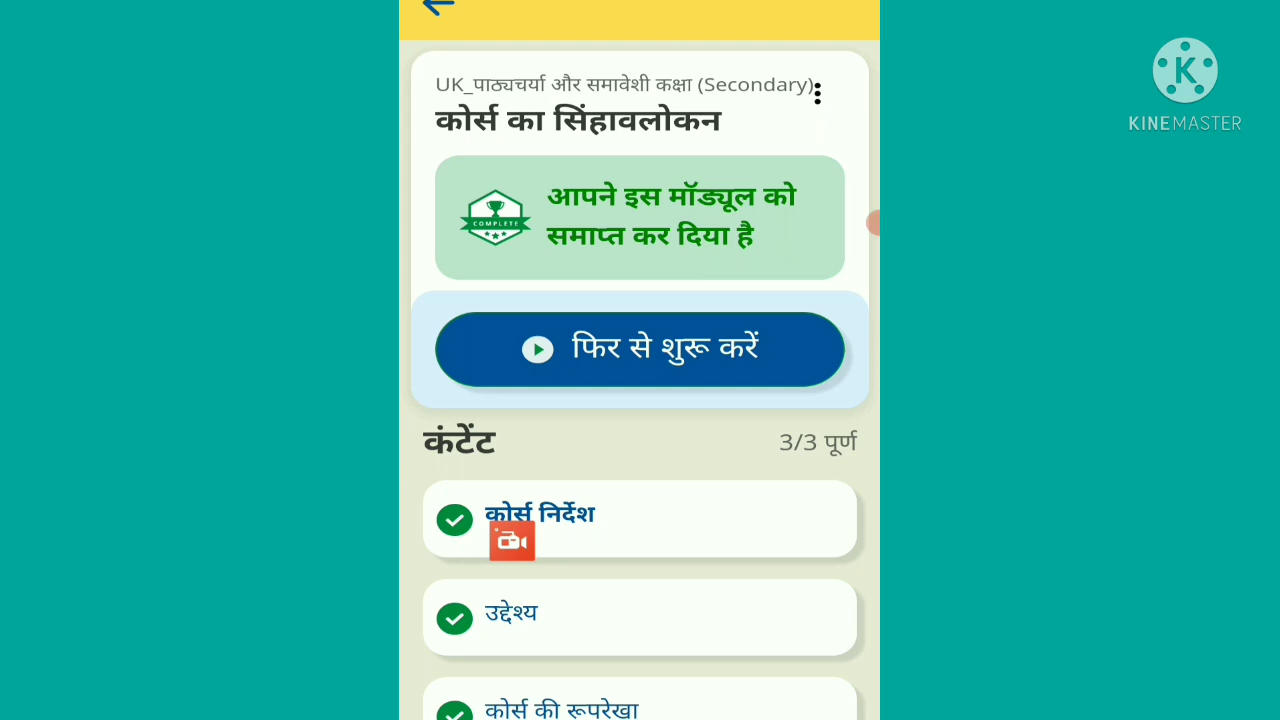 UK_पाठ्यचर्या और समावेशी कक्षा (Secondary)
कोर्स का सिंहावलोकन
COMPLETE
आपने इस मॉड्यूल को
समाप्त कर दिया है
फिर से शुरू करें
कंटेंट
3/3 पूर्ण
कोर्स निर्देश
उद्देश्य
कोर्स की रूपरेखा
K
KINEMASTER